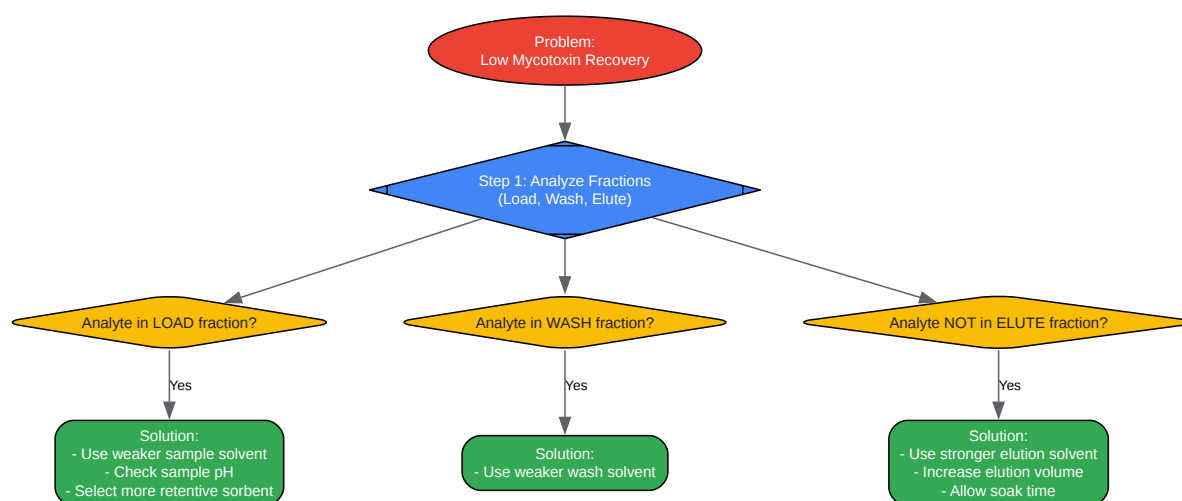 Problem:
Low Mycotoxin Recovery
Step 1: Analyze Fractions
(Load, Wash, Elute)
Analyte in LOAD fraction?
Analyte in WASH fraction?
Analyte NOT in ELUTE fraction?
Yes
Yes
Yes
Solution:
- Use weaker sample solvent
- Check sample pH
- Select more retentive sorbent
Solution:
- Use weaker wash solvent
Solution:
- Use stronger elution solvent
- Increase elution volume
- Allow soak time